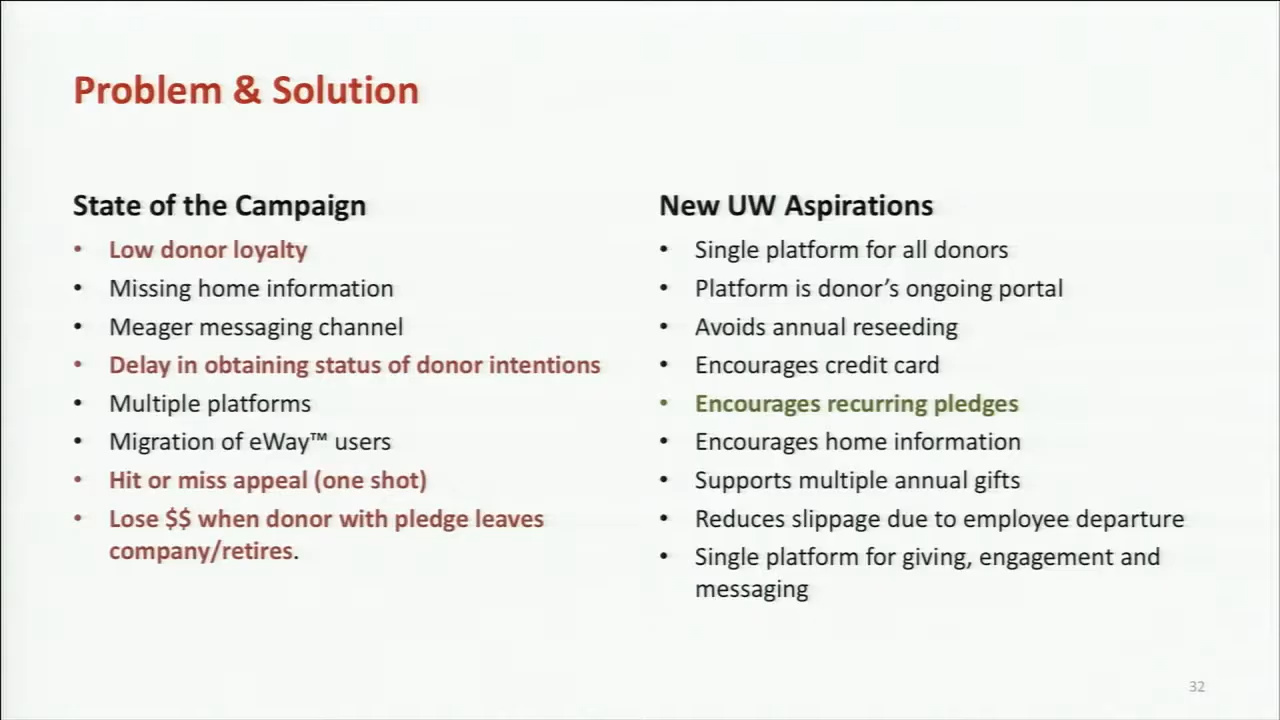 Problem & Solution
State of the Campaign
• Low donor loyalty
• Missing home information
• Meager messaging channel
• Delay in obtaining status of donor intentions
• Multiple platforms
• Migration of eWay™ users
• Hit or miss appeal (one shot)
• Lose $$ when donor with pledge leaves
company/retires.
New UW Aspirations
• Single platform for all donors
• Platform is donor’s ongoing portal
• Avoids annual reseeding
• Encourages credit card
• Encourages recurring pledges
• Encourages home information
• Supports multiple annual gifts
• Reduces slippage due to employee departure
• Single platform for giving, engagement and
messaging
32